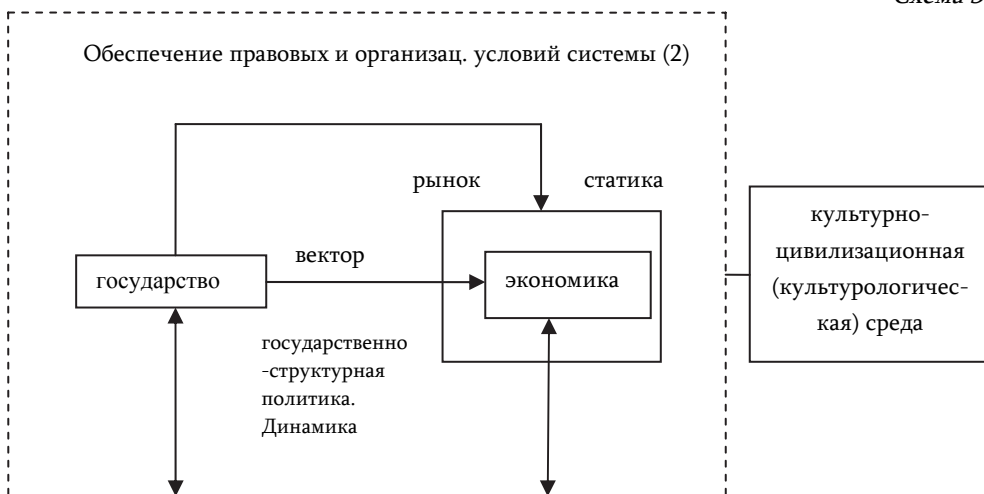 Схема
Обеспечение правовых и организац. условий системы (2)
рынок
статика
государство
вектор
экономика
государственно
-структурная
политика.
Динамика
культурно-
цивилизационная
(культурологичес-
кая) среда